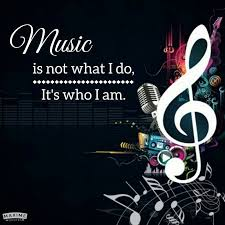 Music
is not what I do,
It's who I am.